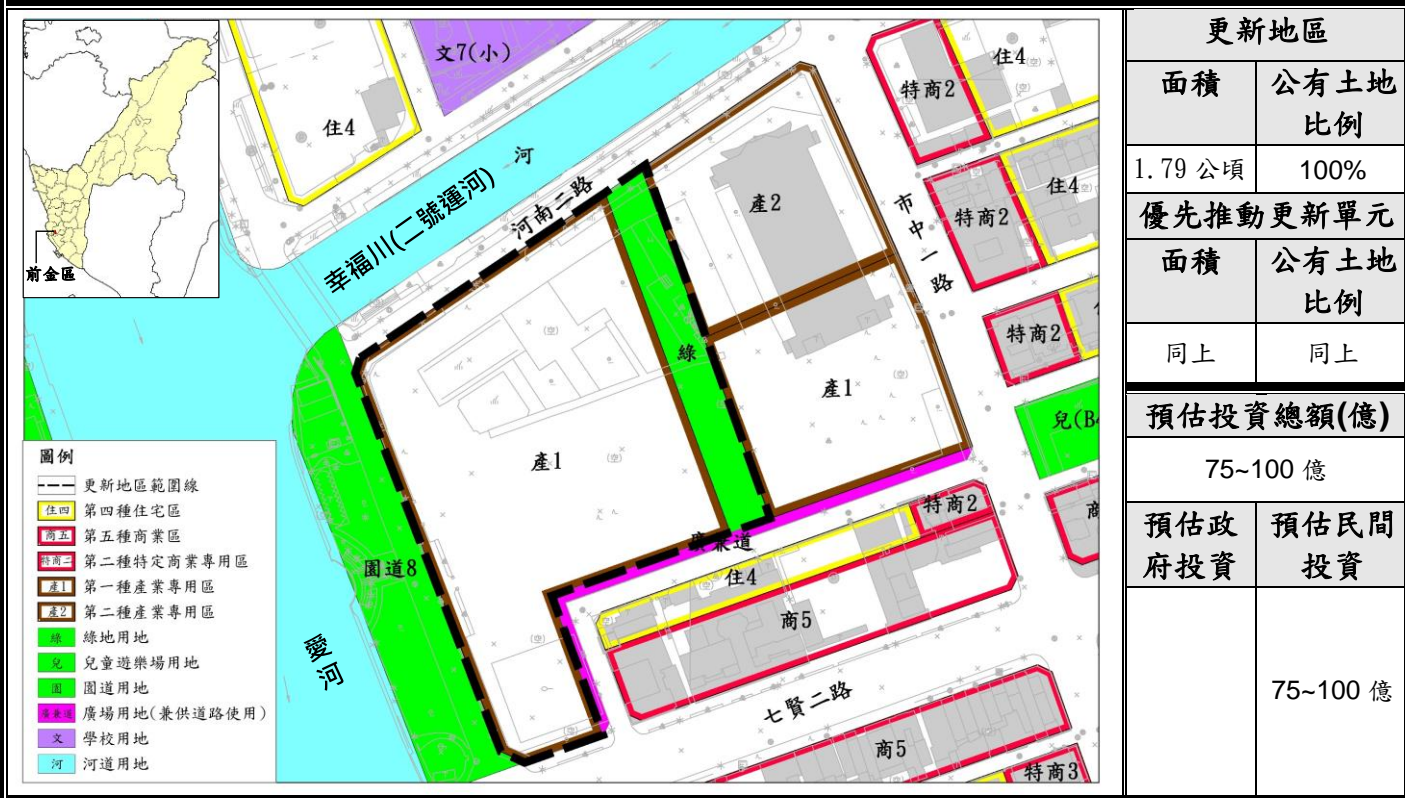 文7(小)
住4
住4
特商2
河
幸福川(二號運河)
河南二路
產2
市中一路
特商2
住4
前金區
特商2
綠
產1
兒(B4
產1
圖例
更新地區範圍線
住四 第四種住宅區
商五 第五種商業區
特商二 第二種特定商業專用區
產1 第一種產業專用區
產2 第二種產業專用區
綠 綠地用地
兒 兒童遊樂場用地
園 園道用地
廣兼道 廣場用地(兼供道路使用)
文 學校用地
河 河道用地
園道8
愛河
廣兼道
特商2
商
住4
商5
七賢二路
商5
特商3
更新地區
面積 公有土地比例
1.79 公頃 100%
優先推動更新單元
面積 公有土地比例
同上 同上
預估投資總額(億)
75~100 億
預估政府投資 預估民間投資
75~100 億